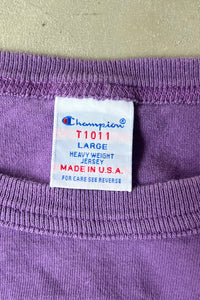 Champion
T1011
LARGE
HEAVY WEIGHT
JERSEY
MADE IN U.S.A.
FOR CARE SEE REVERSE